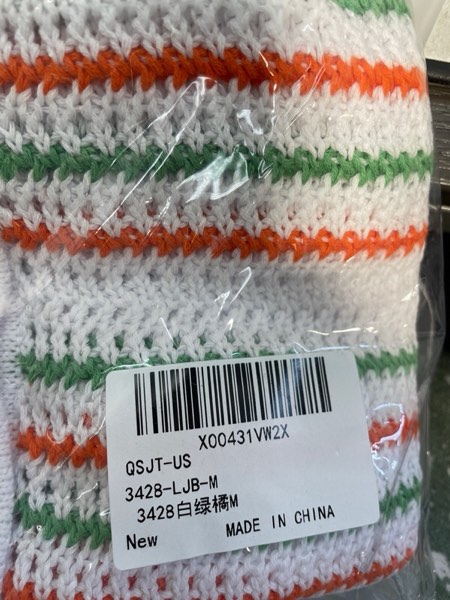 X00431VW2X
QSJT-US
3428-LJB-M
3428白绿橘M
New MADE IN CHINA